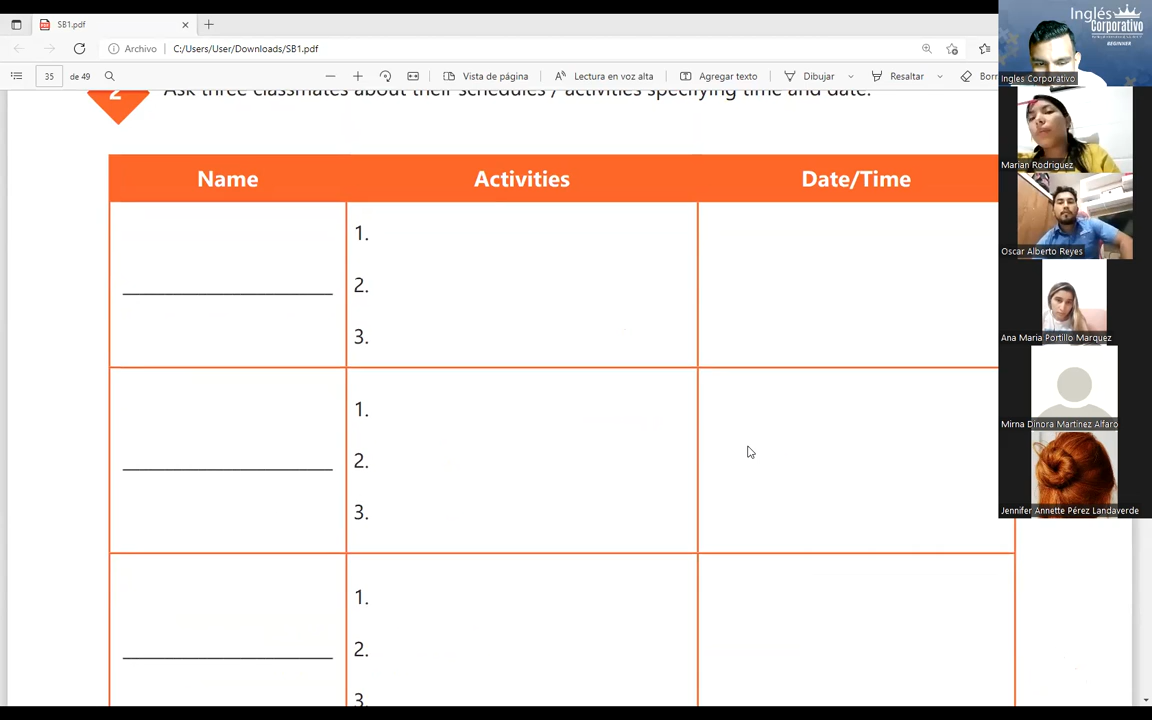 SB1.pdf
Archivo
C:/Users/User/Downloads/SB1.pdf
35
de 49
Vista de página
Lectura en voz alta
Agregar texto
Dibujar
Resaltar
Borr
2
Ask three classmates about their schedules / activities specifying time and date.
Name
Activities
Date/Time
1.
2.
3.
1.
2.
3.
1.
2.
3.
Inglés
Corporativo
BEGINNER
Ingles Corporativo
Marian Rodriguez
Oscar Alberto Reyes
Ana Maria Portillo Marquez
Mirna Dinora Martinez Alfaro
Jennifer Annette Pérez Landaverde